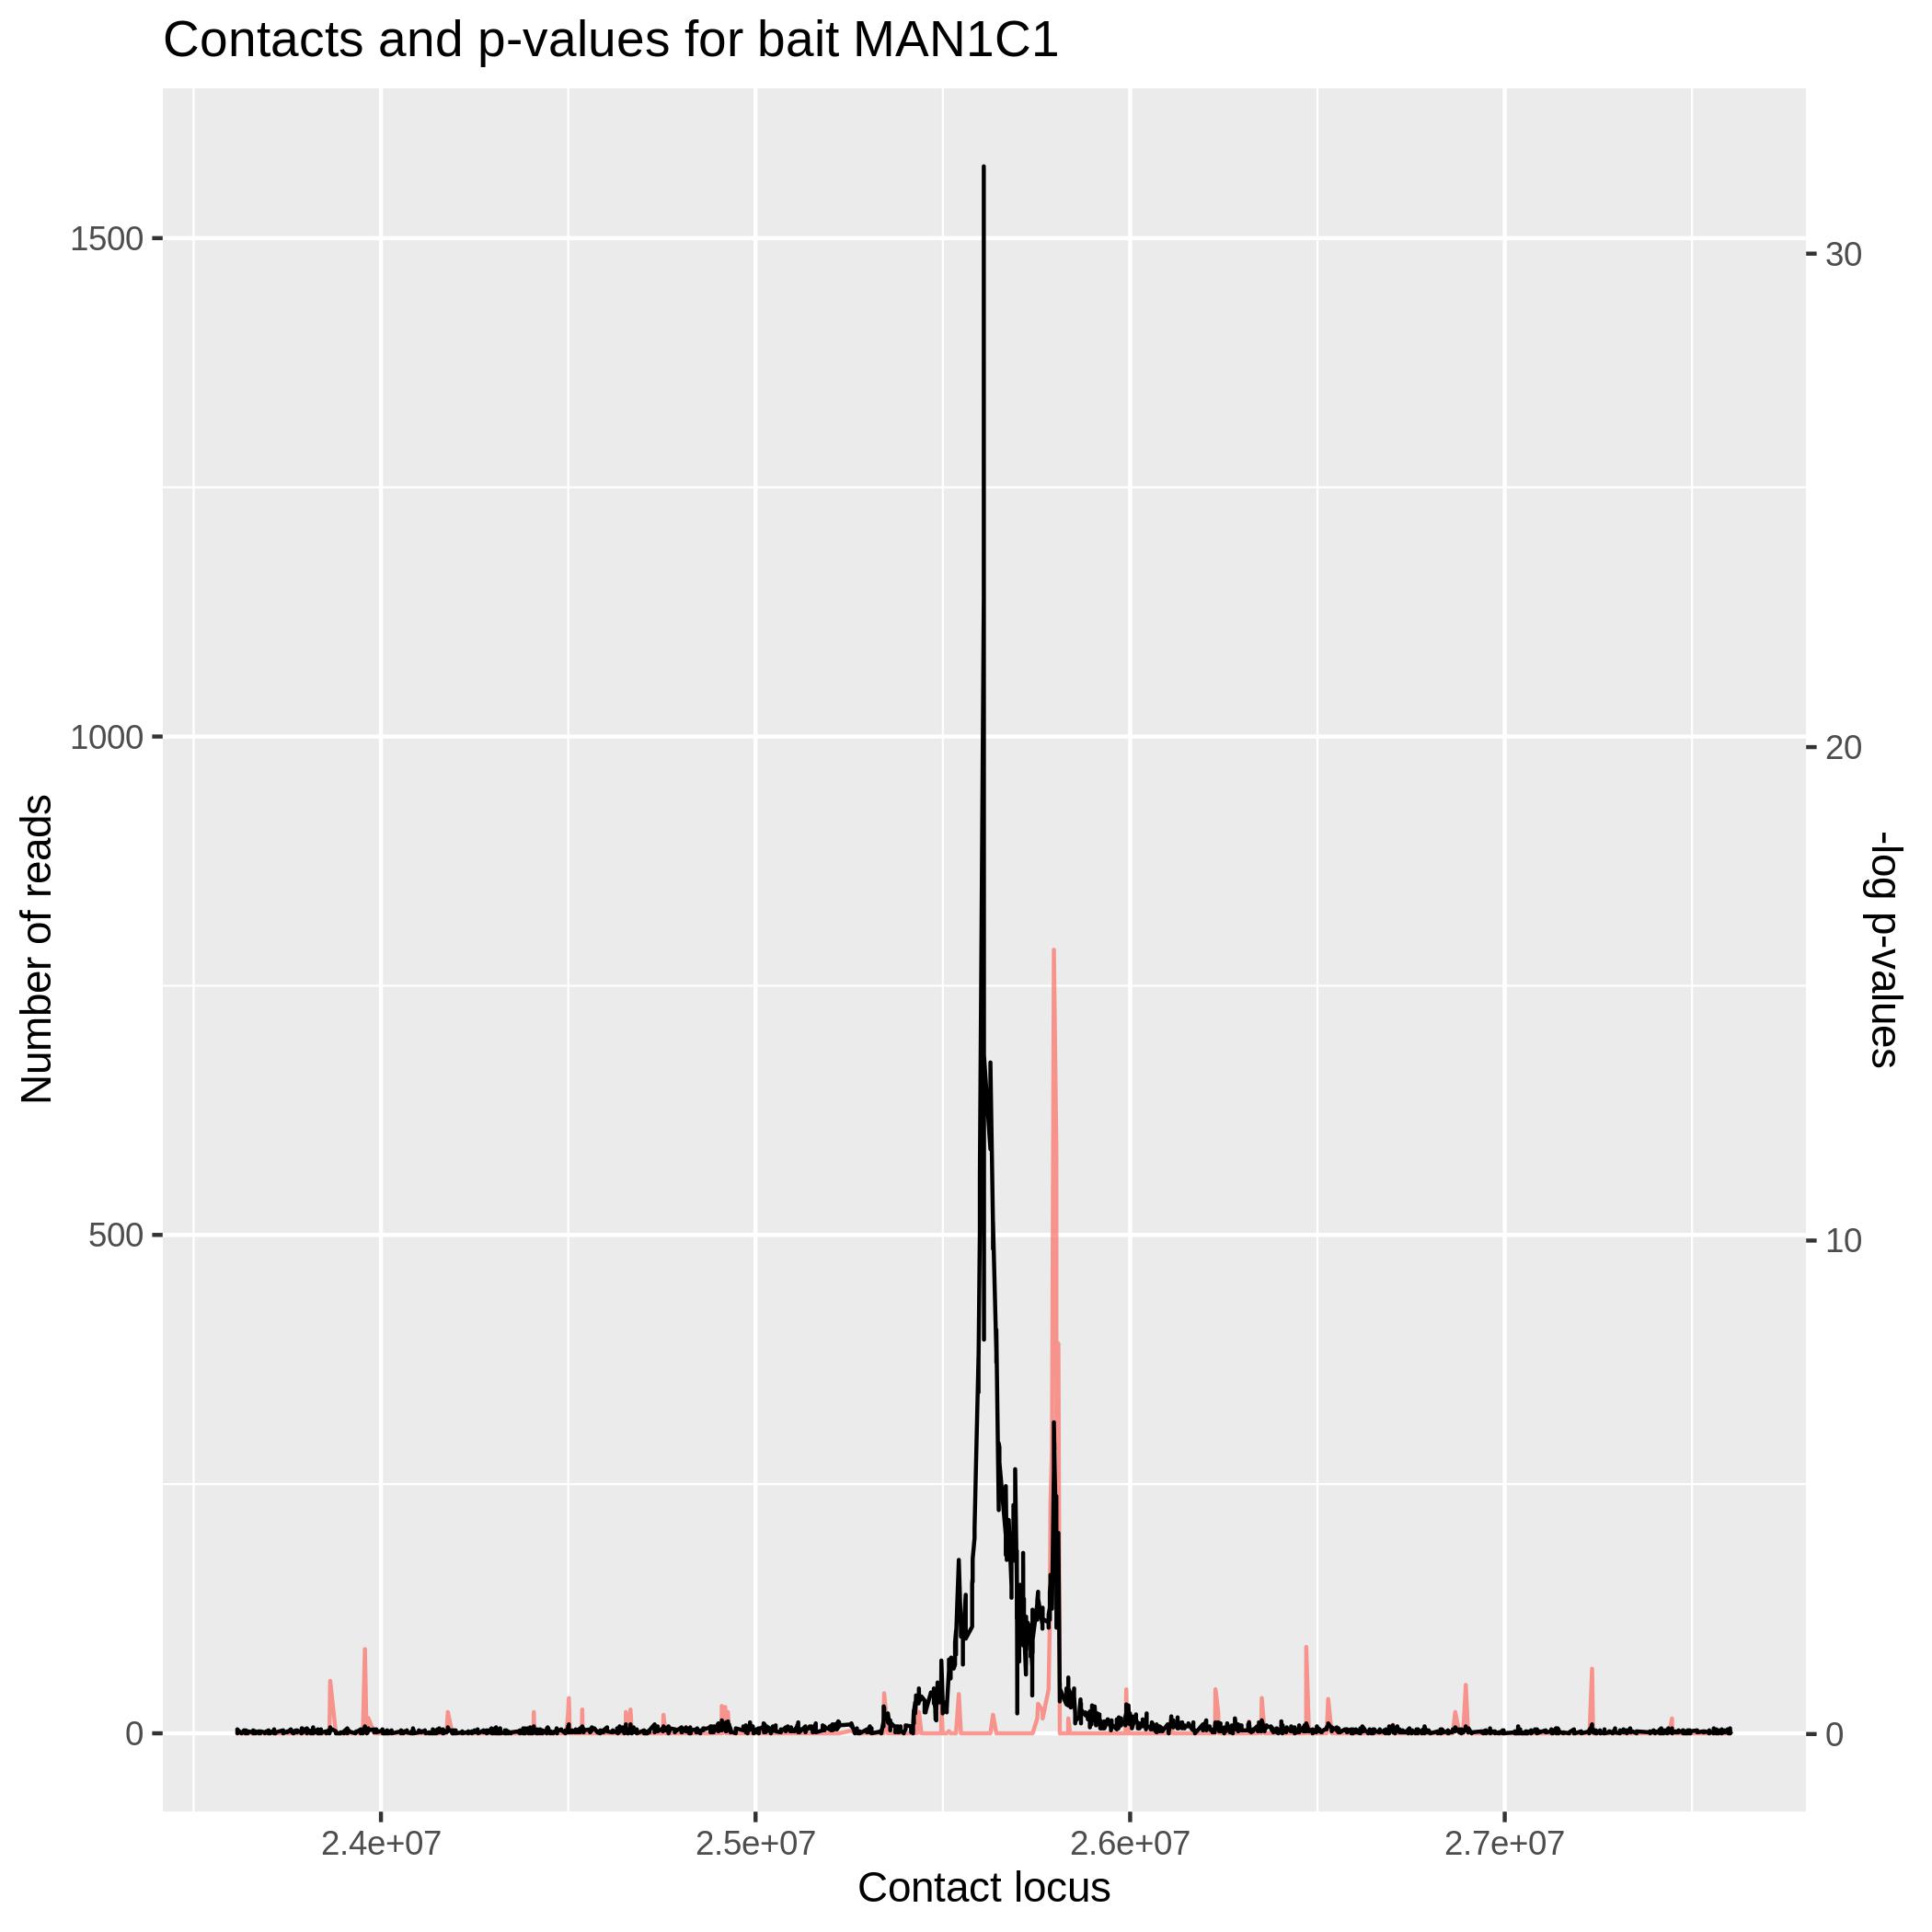 Contacts and p-values for bait MAN1C1
1500
1000
500
0
Number of reads
30
20
10
0
-log p-values
2.4e+07
2.5e+07
2.6e+07
2.7e+07
Contact locus